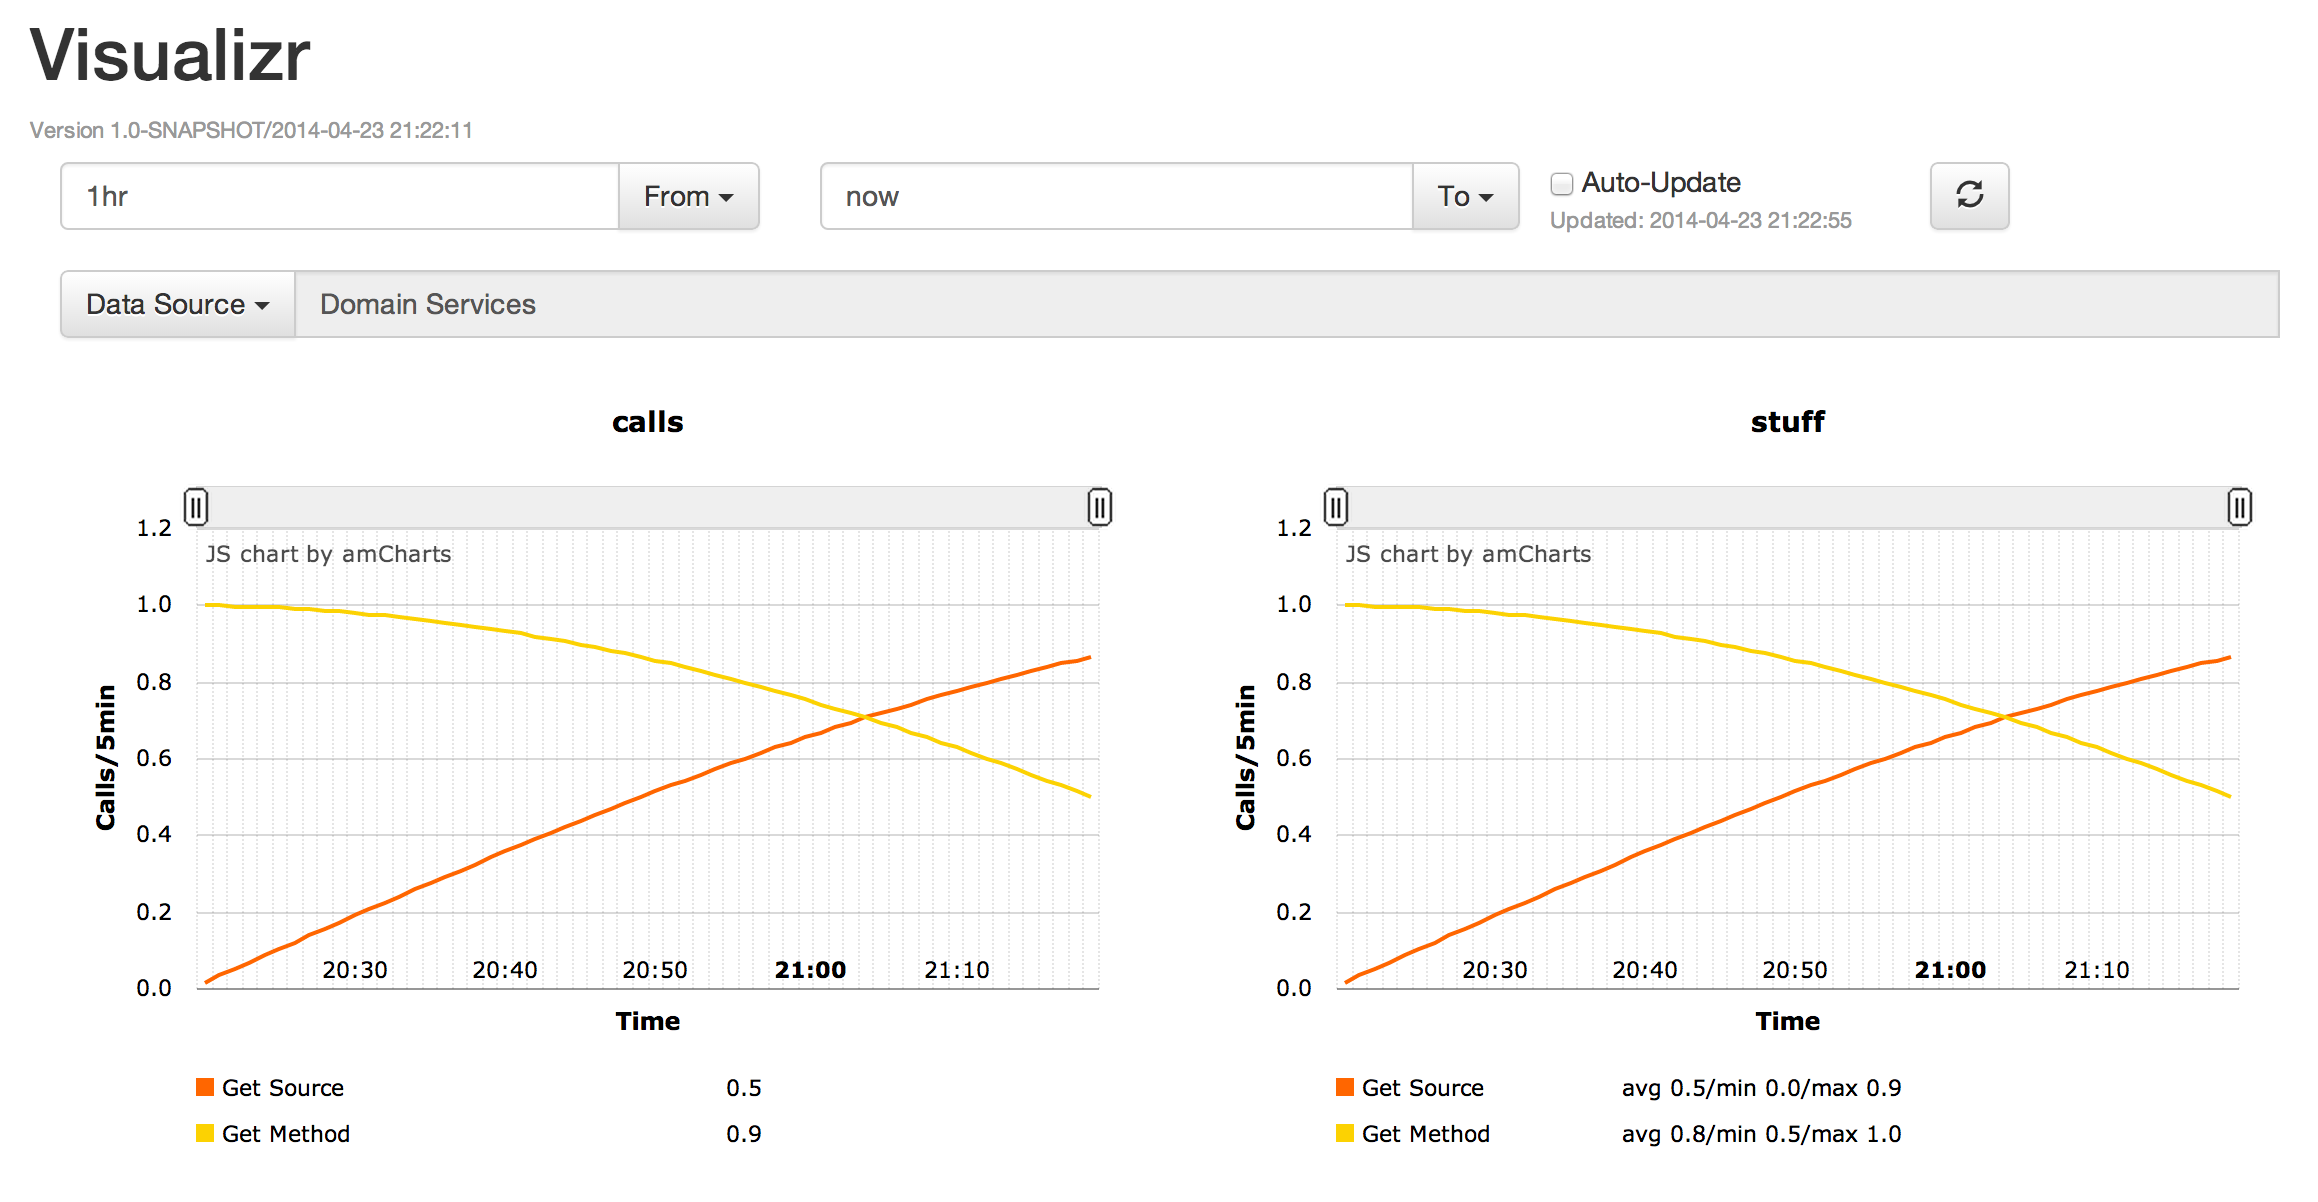 Visualizr
Version 1.0-SNAPSHOT/2014-04-23 21:22:11
1hr From now To Auto-Update
Updated: 2014-04-23 21:22:55
Data Source Domain Services
calls
1.2
JS chart by amCharts
1.0
0.8
0.6
0.4
0.2
0.0
Calls/5min
20:30 20:40 20:50 21:00 21:10
Time
Get Source 0.5
Get Method 0.9
stuff
1.2
JS chart by amCharts
1.0
0.8
0.6
0.4
0.2
0.0
Calls/5min
20:30 20:40 20:50 21:00 21:10
Time
Get Source avg 0.5/min 0.0/max 0.9
Get Method avg 0.8/min 0.5/max 1.0